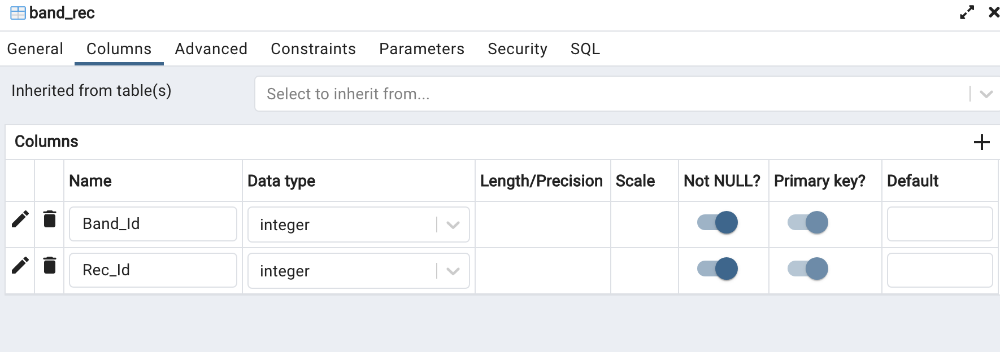 band_rec
General Columns Advanced Constraints Parameters Security SQL
Inherited from table(s) Select to inherit from...
Columns
Name Data type Length/Precision Scale Not NULL? Primary key? Default
Band_Id integer
Rec_Id integer